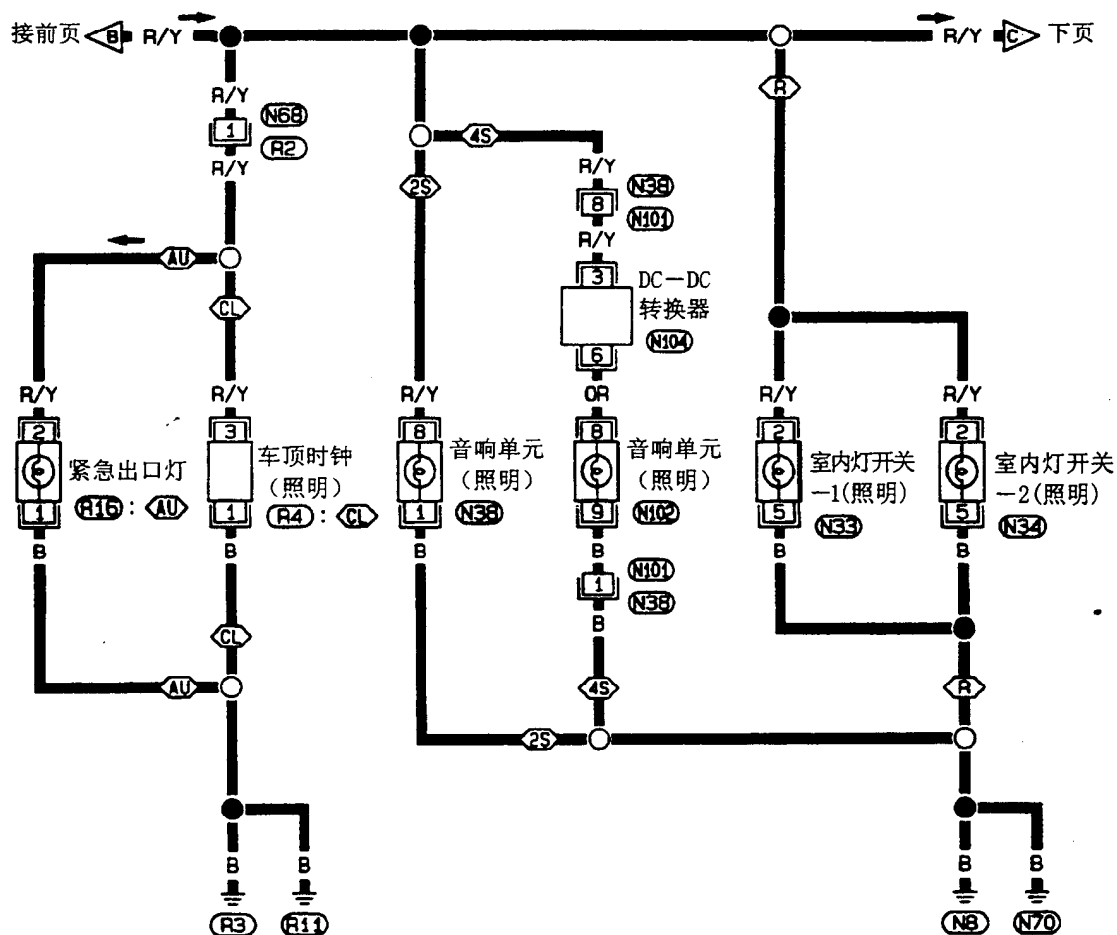 接前页 B R/Y R/Y C 下页
R
R/Y N68
1 R2
R/Y
4S
2S
R/Y N38
8 N101
R/Y
AU
CL
3 DC—DC
转换器
6 N104
R/Y R/Y R/Y OR R/Y R/Y
2 3 8 8 2 2
紧急出口灯 车顶时钟 音响单元 音响单元 室内灯开关 室内灯开关
(照明) (照明) (照明) —1(照明) —2(照明)
1 R16 : AU 1 R4 : CL 1 N38 9 N102 5 N33 5 N34
B B B B B B
N101
1 N38
B
CL
AU 4S R
2S
B B B B
R3 R11 N8 N70